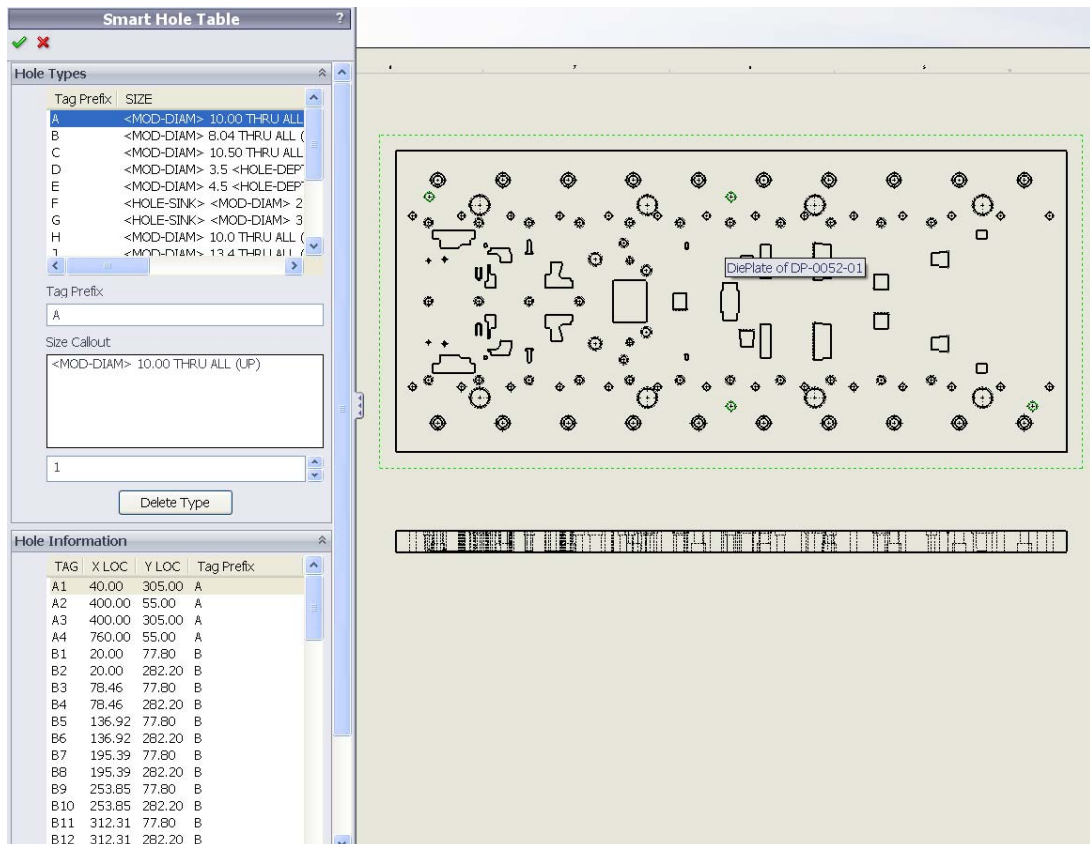 Smart Hole Table ?
Hole Types
Tag Prefix SIZE
A <MOD-DIAM> 10.00 THRU ALL
B <MOD-DIAM> 8.04 THRU ALL (
C <MOD-DIAM> 10.50 THRU ALL
D <MOD-DIAM> 3.5 <HOLE-DEPT
E <MOD-DIAM> 4.5 <HOLE-DEP
F <HOLE-SINK> <MOD-DIAM> 2
G <HOLE-SINK> <MOD-DIAM> 3
H <MOD-DIAM> 10.0 THRU ALL (
<MOD-DIAM> 13.4 THRU ALL (
Tag Prefix
A
Size Callout
<MOD-DIAM> 10.00 THRU ALL (UP)
1
Delete Type
Hole Information
TAG X LOC Y LOC Tag Prefix
A1 40.00 305.00 A
A2 400.00 55.00 A
A3 400.00 305.00 A
A4 760.00 55.00 A
B1 20.00 77.80 B
B2 20.00 282.20 B
B3 78.46 77.80 B
B4 78.46 282.20 B
B5 136.92 77.80 B
B6 136.92 282.20 B
B7 195.39 77.80 B
B8 195.39 282.20 B
B9 253.85 77.80 B
B10 253.85 282.20 B
B11 312.31 77.80 B
B12 312.31 282.20 B
DiePlate of DP-0052-01